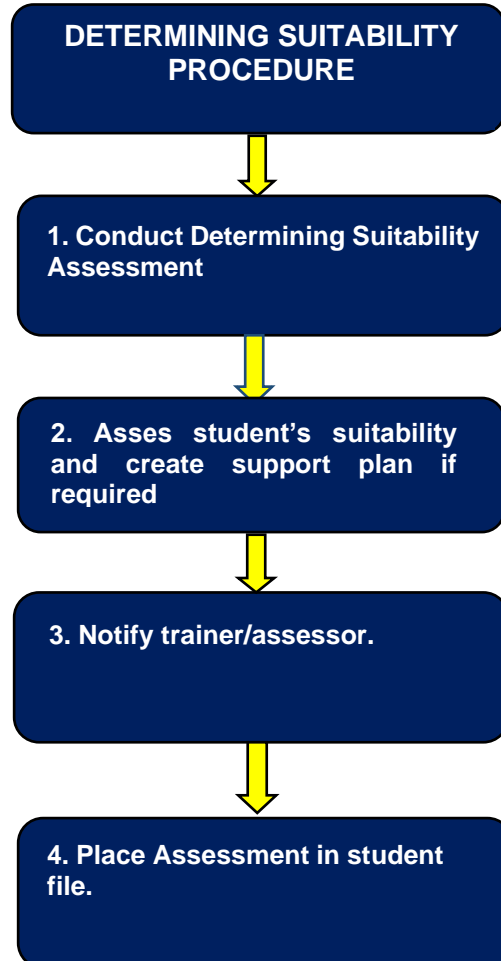 DETERMINING SUITABILITY
PROCEDURE
1. Conduct Determining Suitability
Assessment
2. Asses student’s suitability
and create support plan if
required
3. Notify trainer/assessor.
4. Place Assessment in student
file.